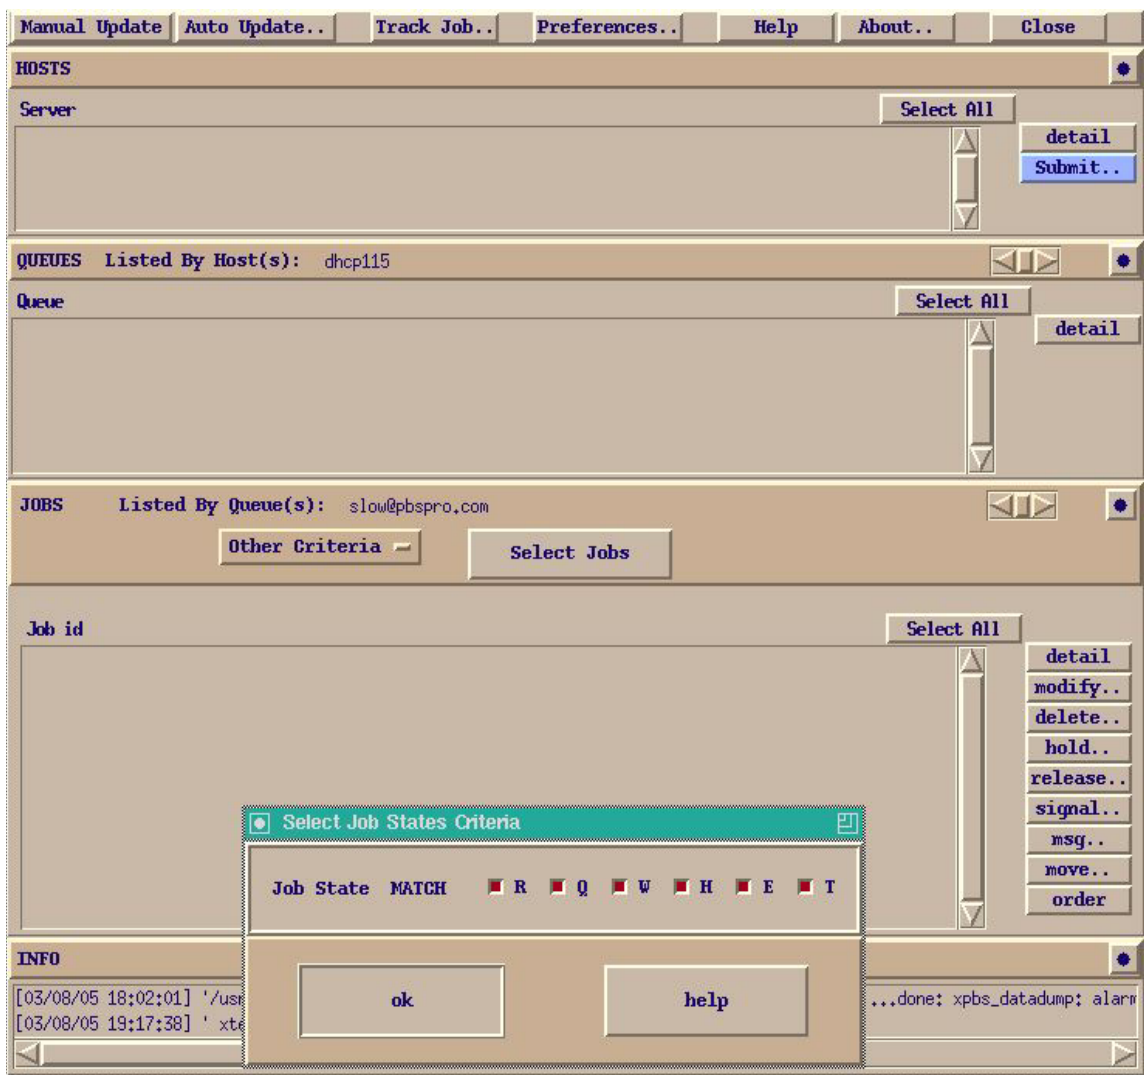 Manual Update Auto Update.. Track Job.. Preferences.. Help About.. Close
HOSTS
Server Select All
detail
Submit..
QUEUES Listed By Host(s): dhcp115
Queue Select All
detail
JOBS Listed By Queue(s): slow@pbspro.com
Other Criteria Select Jobs
Job id Select All
detail
modify..
delete..
hold..
release..
signal..
msg..
move..
order
Select Job States Criteria
Job State MATCH R Q W H E T
ok help
INFO
[03/08/05 18:02:01] '/usr ...done: xpbs_datadump: alarm
[03/08/05 19:17:38] ' xte